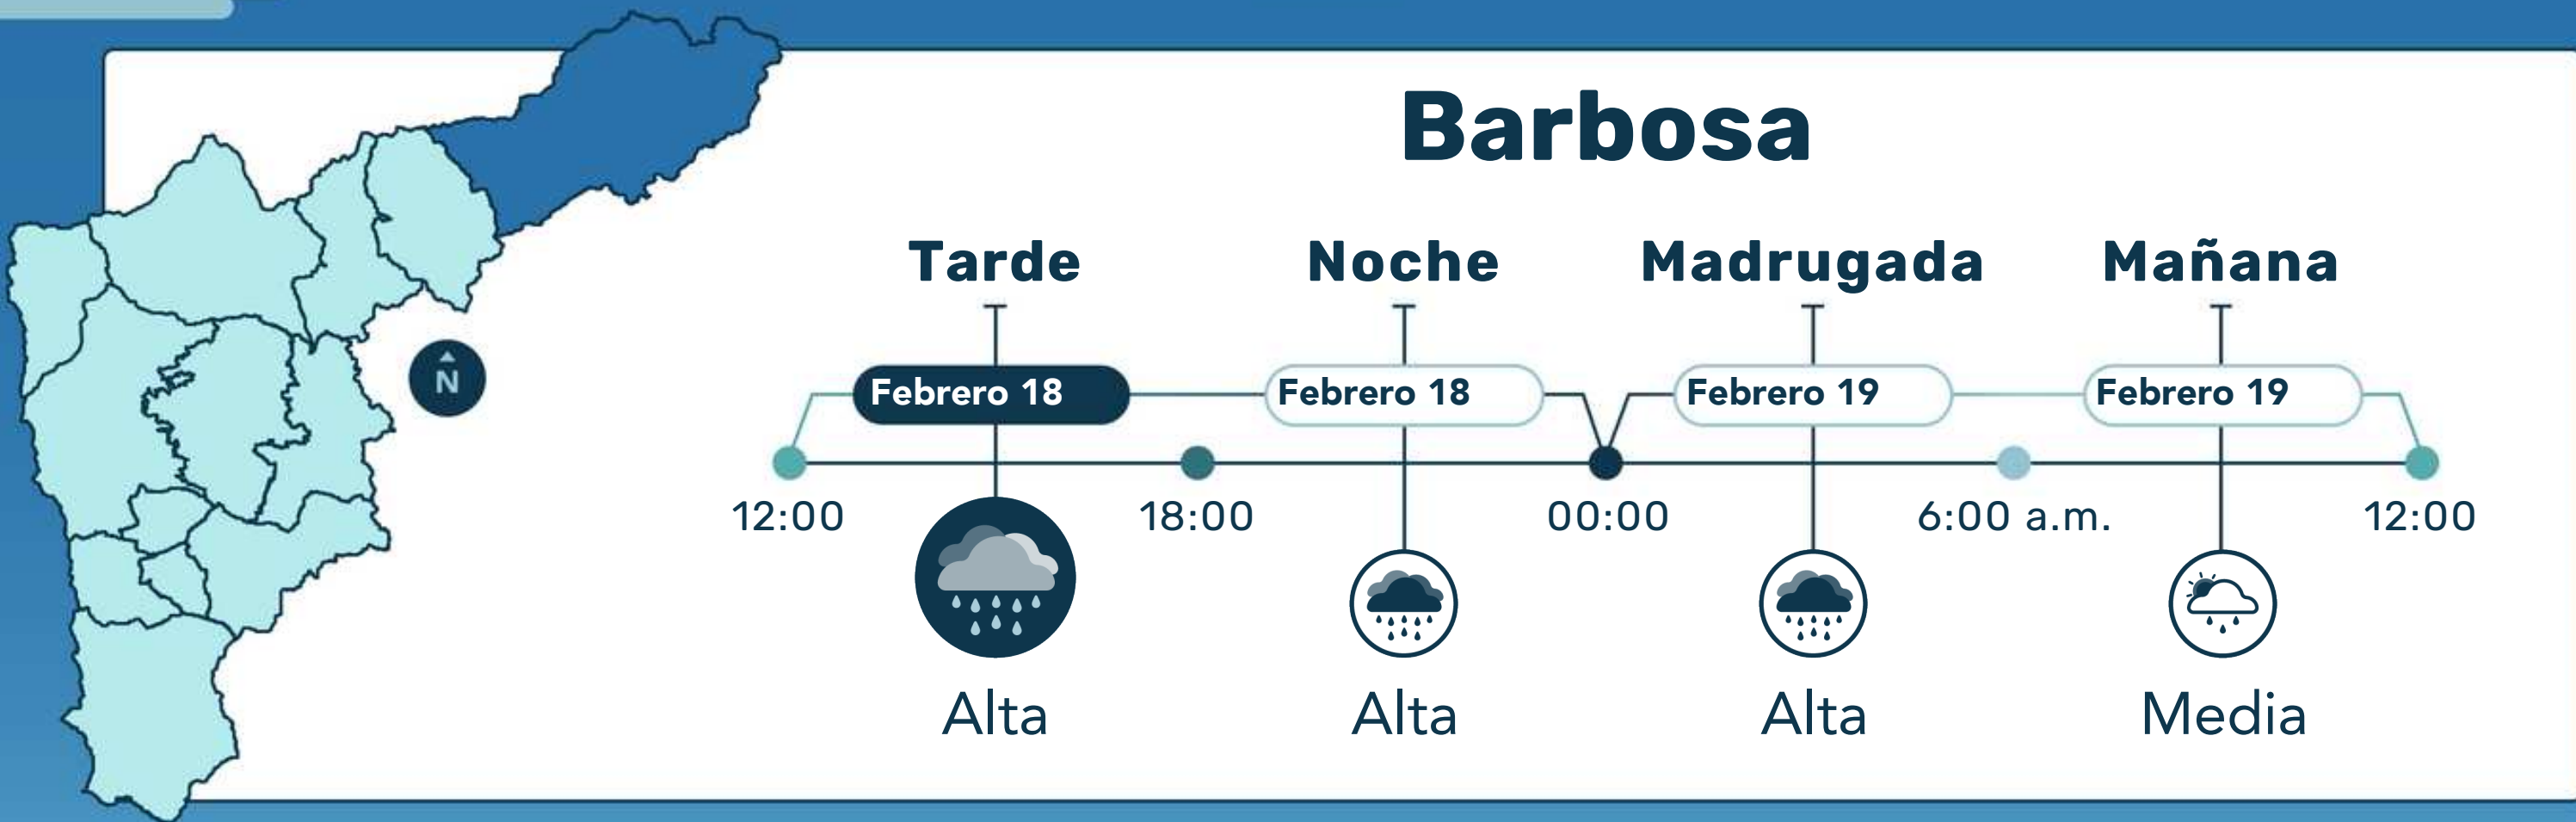 Barbosa
Tarde Noche Madrugada Mañana
Febrero 18 Febrero 18 Febrero 19 Febrero 19
N
12:00 18:00 00:00 6:00 a.m. 12:00
Alta Alta Alta Media